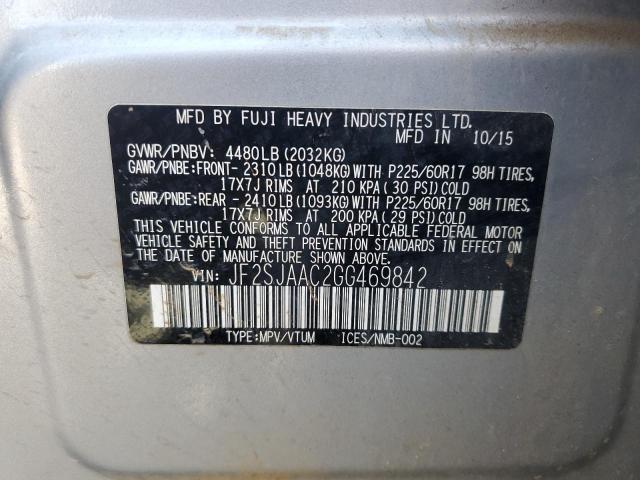 MFD BY FUJI HEAVY INDUSTRIES LTD.
MFD IN 10/15
GVWR/PNBV: 4480LB (2032KG)
GAWR/PNBE:FRONT- 2310LB(1048KG)WITH P225/60R17 98H TIRES,
17X7J RIMS AT 210 KPA (30 PSI)COLD
GAWR/PNBE:REAR - 2410LB(1093KG)WITH P225/60R17 98H TIRES,
17X7J RIMS AT 200 KPA (29 PSI)COLD
THIS VEHICLE CONFORMS TO ALL APPLICABLE FEDERAL MOTOR
VEHICLE SAFETY AND THEFT PREVENTION STANDARDS IN EFFECT ON
THE DATE OF MANUFACTURE SHOWN ABOVE.
VIN: JF2SJAAC2GG469842
TYPE:MPV/VTUM ICES/NMB-002